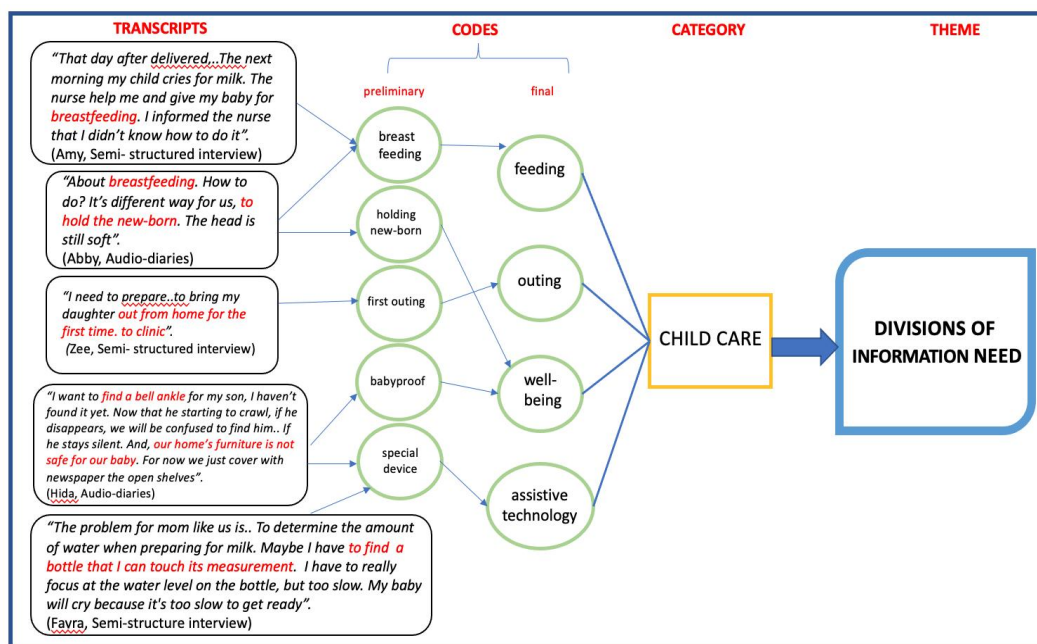 TRANSCRIPTS
CODES
CATEGORY
THEME
preliminary
final
“That day after delivered,..The next
morning my child cries for milk. The
nurse help me and give my baby for
breastfeeding. I informed the nurse
that I didn’t know how to do it”.
(Amy, Semi- structured interview)
“About breastfeeding. How to
do? It’s different way for us, to
hold the new-born. The head is
still soft”.
(Abby, Audio-diaries)
“I need to prepare..to bring my
daughter out from home for the
first time. to clinic”.
(Zee, Semi- structured interview)
“I want to find a bell ankle for my son, I haven’t
found it yet. Now that he starting to crawl, if he
disappears, we will be confused to find him.. If
he stays silent. And, our home’s furniture is not
safe for our baby. For now we just cover with
newspaper the open shelves”.
(Hida, Audio-diaries)
“The problem for mom like us is.. To determine the amount
of water when preparing for milk. Maybe I have to find a
bottle that I can touch its measurement. I have to really
focus at the water level on the bottle, but too slow. My baby
will cry because it's too slow to get ready”.
(Favra, Semi-structure interview)
breast
feeding
holding
new-born
first outing
babyproof
special
device
feeding
outing
well-
being
assistive
technology
CHILD CARE
DIVISIONS OF
INFORMATION NEED